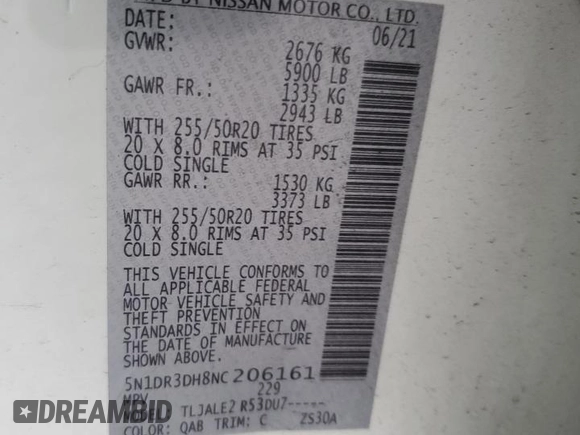 BY NISSAN MOTOR CO., LTD.
DATE: 06/21
GVWR: 2676 KG
5900 LB
GAWR FR.: 1335 KG
2943 LB
WITH 255/50R20 TIRES
20 X 8.0 RIMS AT 35 PSI
COLD SINGLE
GAWR RR.: 1530 KG
3373 LB
WITH 255/50R20 TIRES
20 X 8.0 RIMS AT 35 PSI
COLD SINGLE
THIS VEHICLE CONFORMS TO
ALL APPLICABLE FEDERAL
MOTOR VEHICLE SAFETY AND
THEFT PREVENTION
STANDARDS IN EFFECT ON
THE DATE OF MANUFACTURE
SHOWN ABOVE.
5N1DR3DH8NC206161
MPV 229
MODEL: TLJALE2 RS3DU7-----
COLOR: QAB TRIM: C ZS30A
DREAMBID